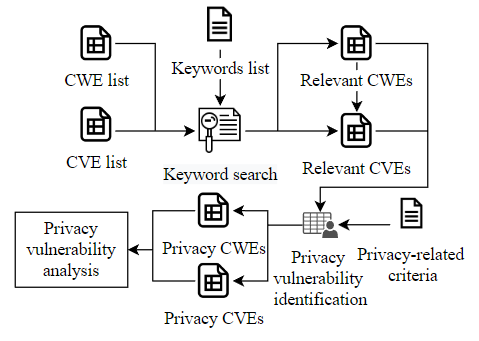 CWE list
Keywords list
Relevant CWEs
CVE list
Keyword search
Relevant CVEs
Privacy
vulnerability
analysis
Privacy CWEs
Privacy CVEs
Privacy
vulnerability
identification
Privacy-related
criteria